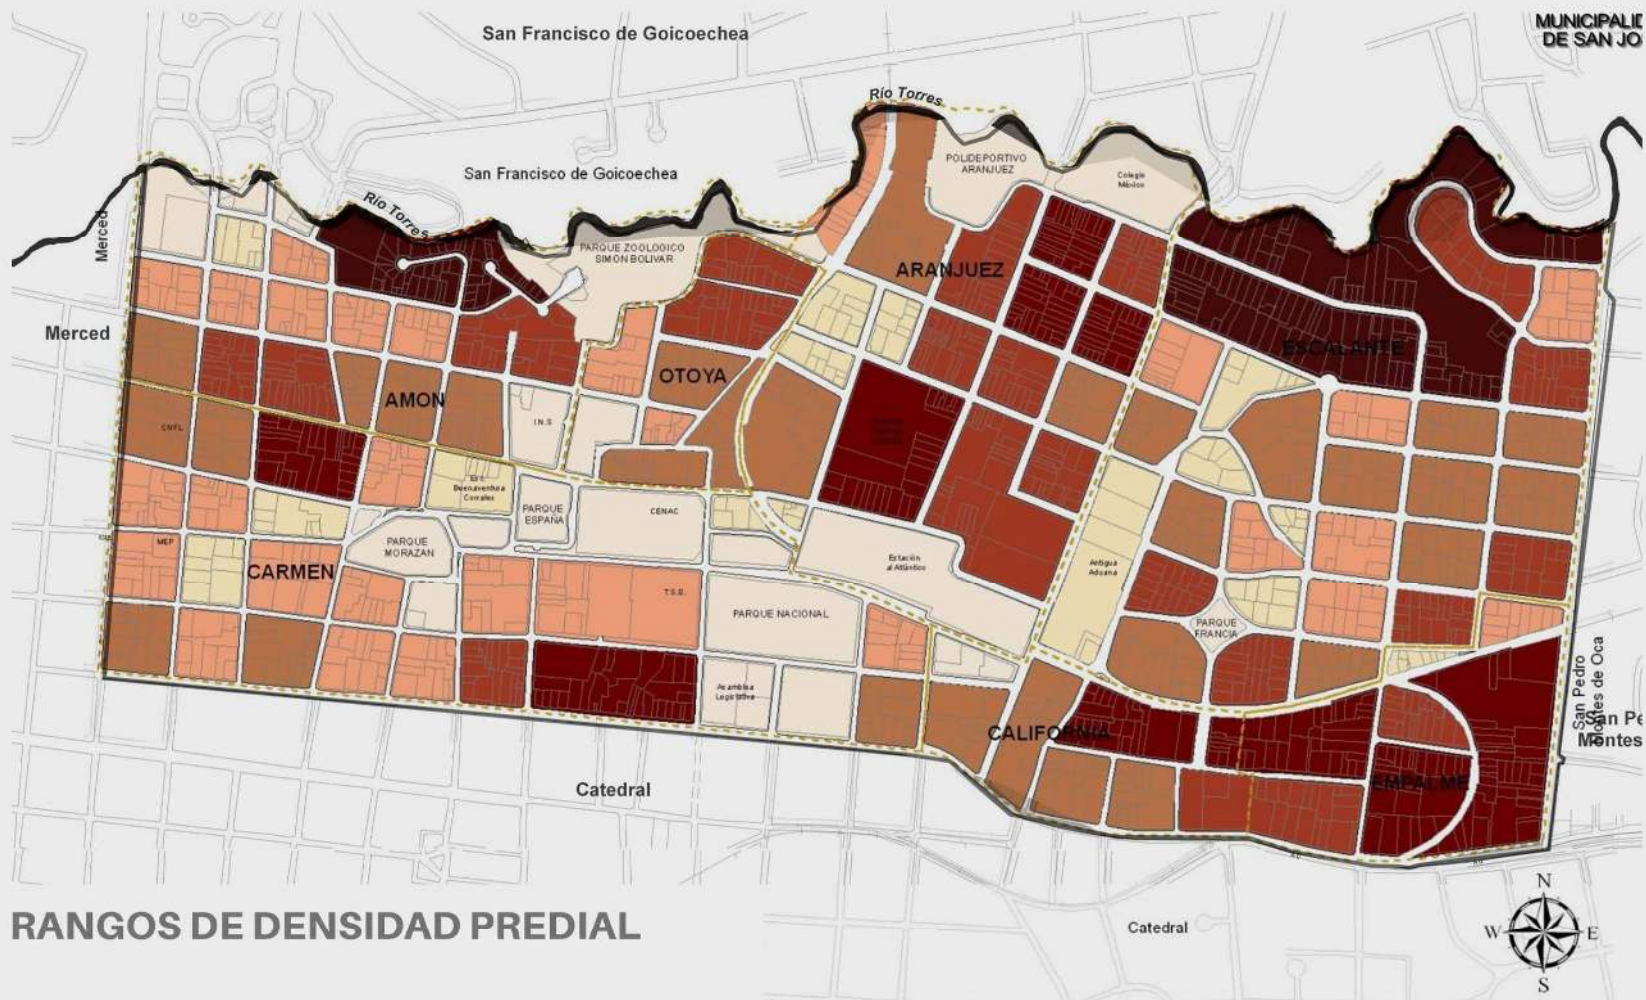 San Francisco de Goicoechea
MUNICIPALID
DE SAN JO
Río Torres
POLIDEPORTIVO
ARANJUEZ
Colegio
México
San Francisco de Goicoechea
Río Torres
Merced
PARQUE ZOOLOGICO
SIMON BOLIVAR
ARANJUEZ
Merced
ESCALANTE
OTOYA
AMON
CNFL
I.N.S
Esc.
Buenaventura
Corrales
PARQUE
ESPAÑA
CENAC
PARQUE
MORAZAN
MEP
CARMEN
Estación
al Atlántico
Antigua
Aduana
T.S.E.
PARQUE NACIONAL
PARQUE
FRANCIA
San Pedro
Montes de Oca
Asamblea
Legislativa
CALIFORNIA
San Pe
Montes
EMPALME
Catedral
RANGOS DE DENSIDAD PREDIAL
Catedral
N
W
E
S